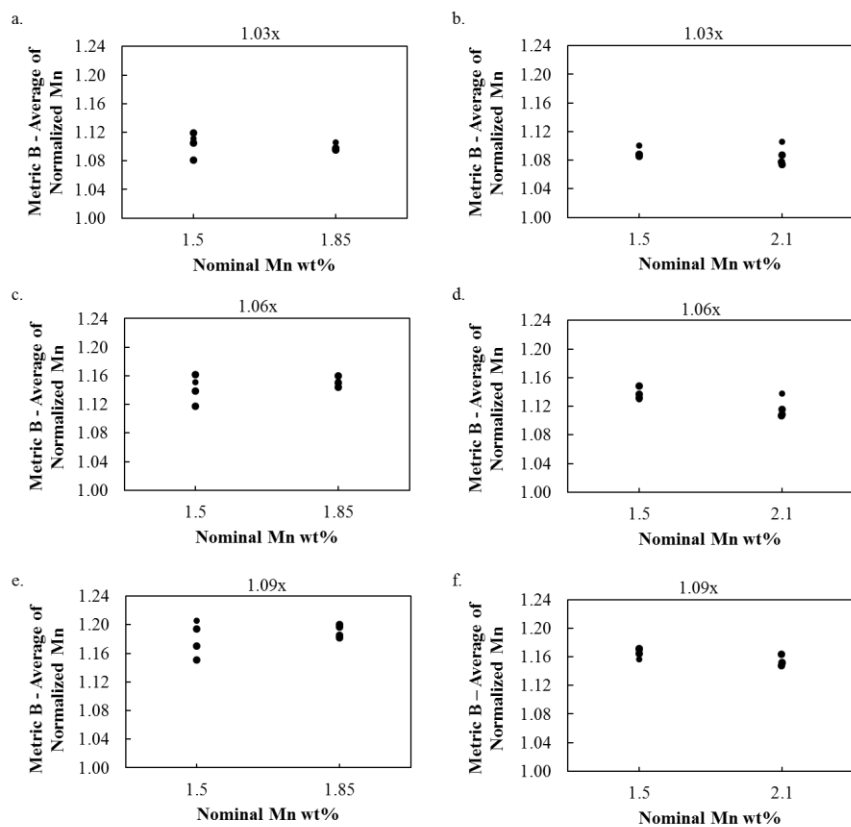 a.
1.03x
Metric B - Average of
Normalized Mn
1.24
1.20
1.16
1.12
1.08
1.04
1.00
1.5
1.85
Nominal Mn wt%
b.
1.03x
Metric B - Average of
Normalized Mn
1.24
1.20
1.16
1.12
1.08
1.04
1.00
1.5
2.1
Nominal Mn wt%
c.
1.06x
Metric B - Average of
Normalized Mn
1.24
1.20
1.16
1.12
1.08
1.04
1.00
1.5
1.85
Nominal Mn wt%
d.
1.06x
Metric B - Average of
Normalized Mn
1.24
1.20
1.16
1.12
1.08
1.04
1.00
1.5
2.1
Nominal Mn wt%
e.
1.09x
Metric B - Average of
Normalized Mn
1.24
1.20
1.16
1.12
1.08
1.04
1.00
1.5
1.85
Nominal Mn wt%
f.
1.09x
Metric B – Average of
Normalized Mn
1.24
1.20
1.16
1.12
1.08
1.04
1.00
1.5
2.1
Nominal Mn wt%